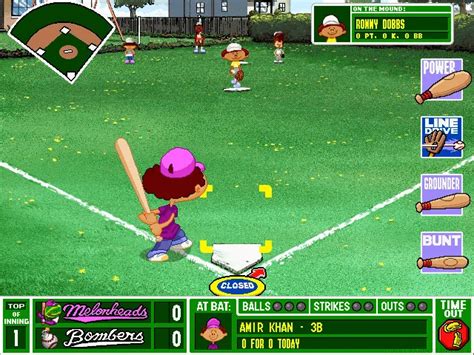 ON THE MOUND:
RONNY DOBBS
0 PT. 0 K. 0 BB
POWER
LINE
DRIVE
GROUNDER
BUNT
CLOSED
TOP
OF
INNING
1
Melonheads 0
Bombers 0
AT BAT: BALLS STRIKES OUTS
AMIR KHAN - 3B
0 FOR 0 TODAY
TIME
OUT